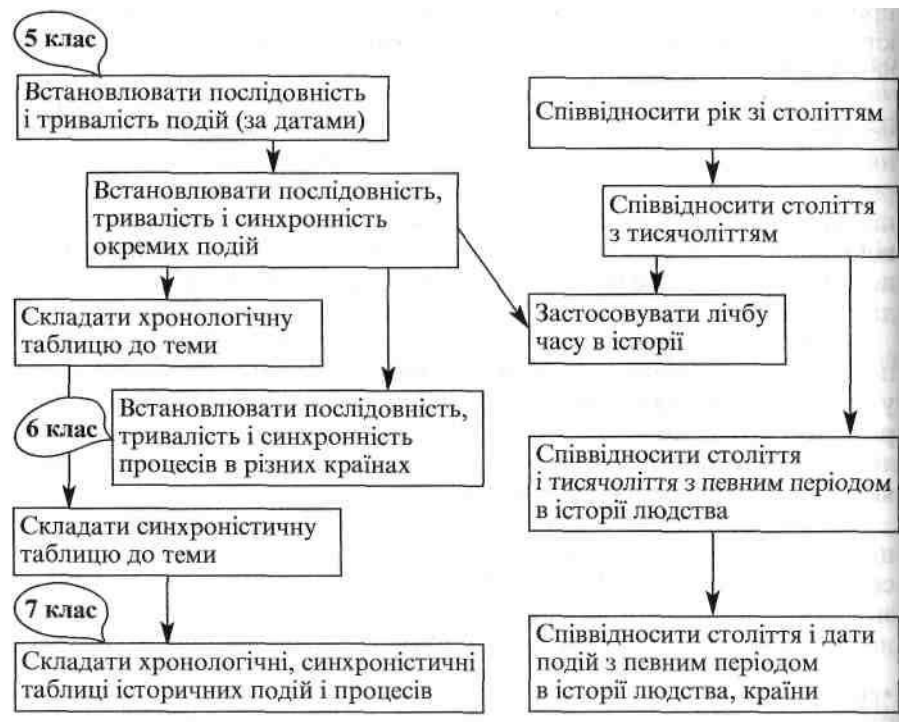 5 клас
Встановлювати послідовність
і тривалість подій (за датами)
Співвідносити рік зі століттям
Встановлювати послідовність,
тривалість і синхронність
окремих подій
Співвідносити століття
з тисячоліттям
Складати хронологічну
таблицю до теми
Застосовувати лічбу
часу в історії
6 клас
Встановлювати послідовність,
тривалість і синхронність
процесів в різних країнах
Співвідносити століття
і тисячоліття з певним періодом
в історії людства
Складати синхроністичну
таблицю до теми
7 клас
Складати хронологічні, синхроністичні
таблиці історичних подій і процесів
Співвідносити століття і дати
подій з певним періодом
в історії людства, країни